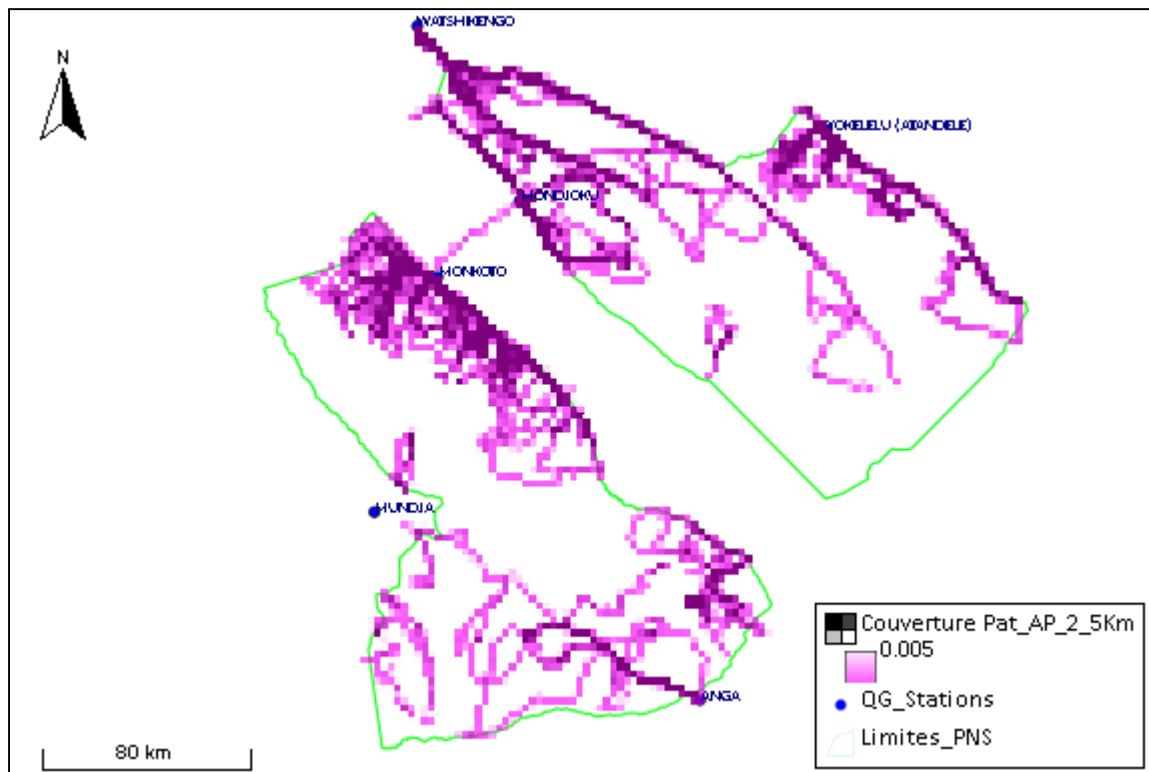 WATSHIKENGO
N
YOKELELU (ATANDELE)
MONDJOKU
MONKOTO
MUNDJA
ANGA
Couverture Pat_AP_2_5Km
0.005
QG_Stations
Limites_PNS
80 km